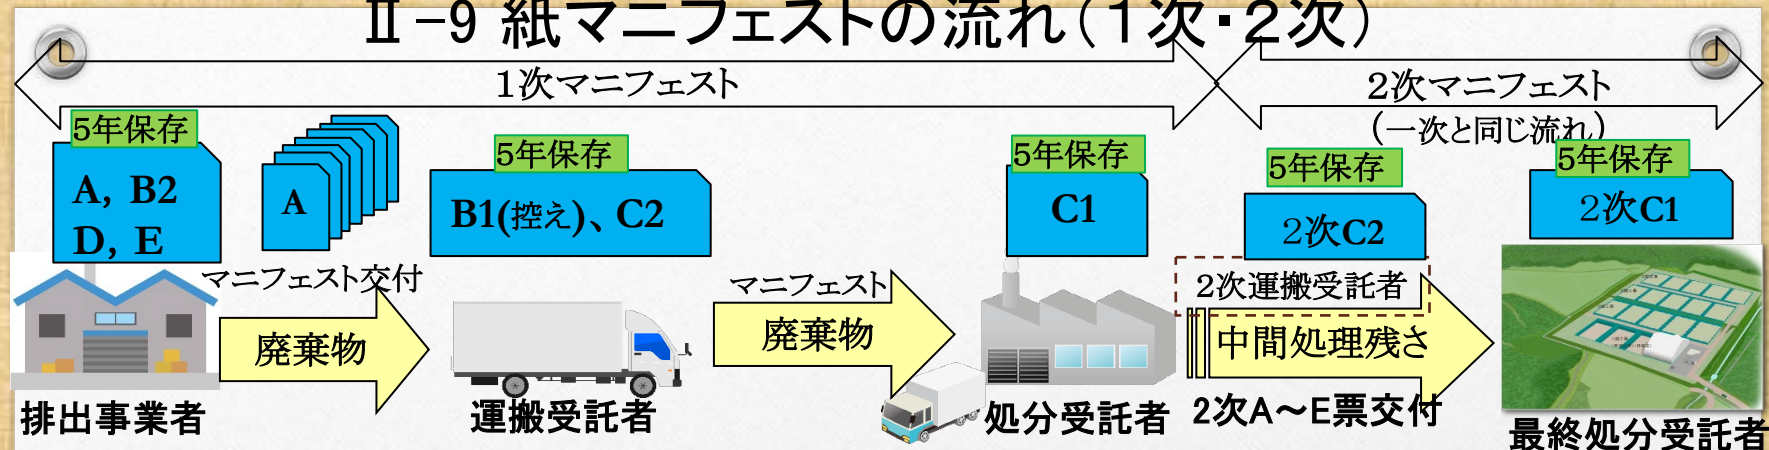 Ⅱ-9 紙マニフェストの流れ(1次・2次)
1次マニフェスト
2次マニフェスト
(一次と同じ流れ)
5年保存
A, B2
D, E
A
マニフェスト交付
廃棄物
排出事業者
5年保存
B1(控え)、C2
運搬受託者
マニフェスト
廃棄物
5年保存
C1
処分受託者
5年保存
2次C2
2次運搬受託者
中間処理残さ
2次A～E票交付
5年保存
2次C1
最終処分受託者